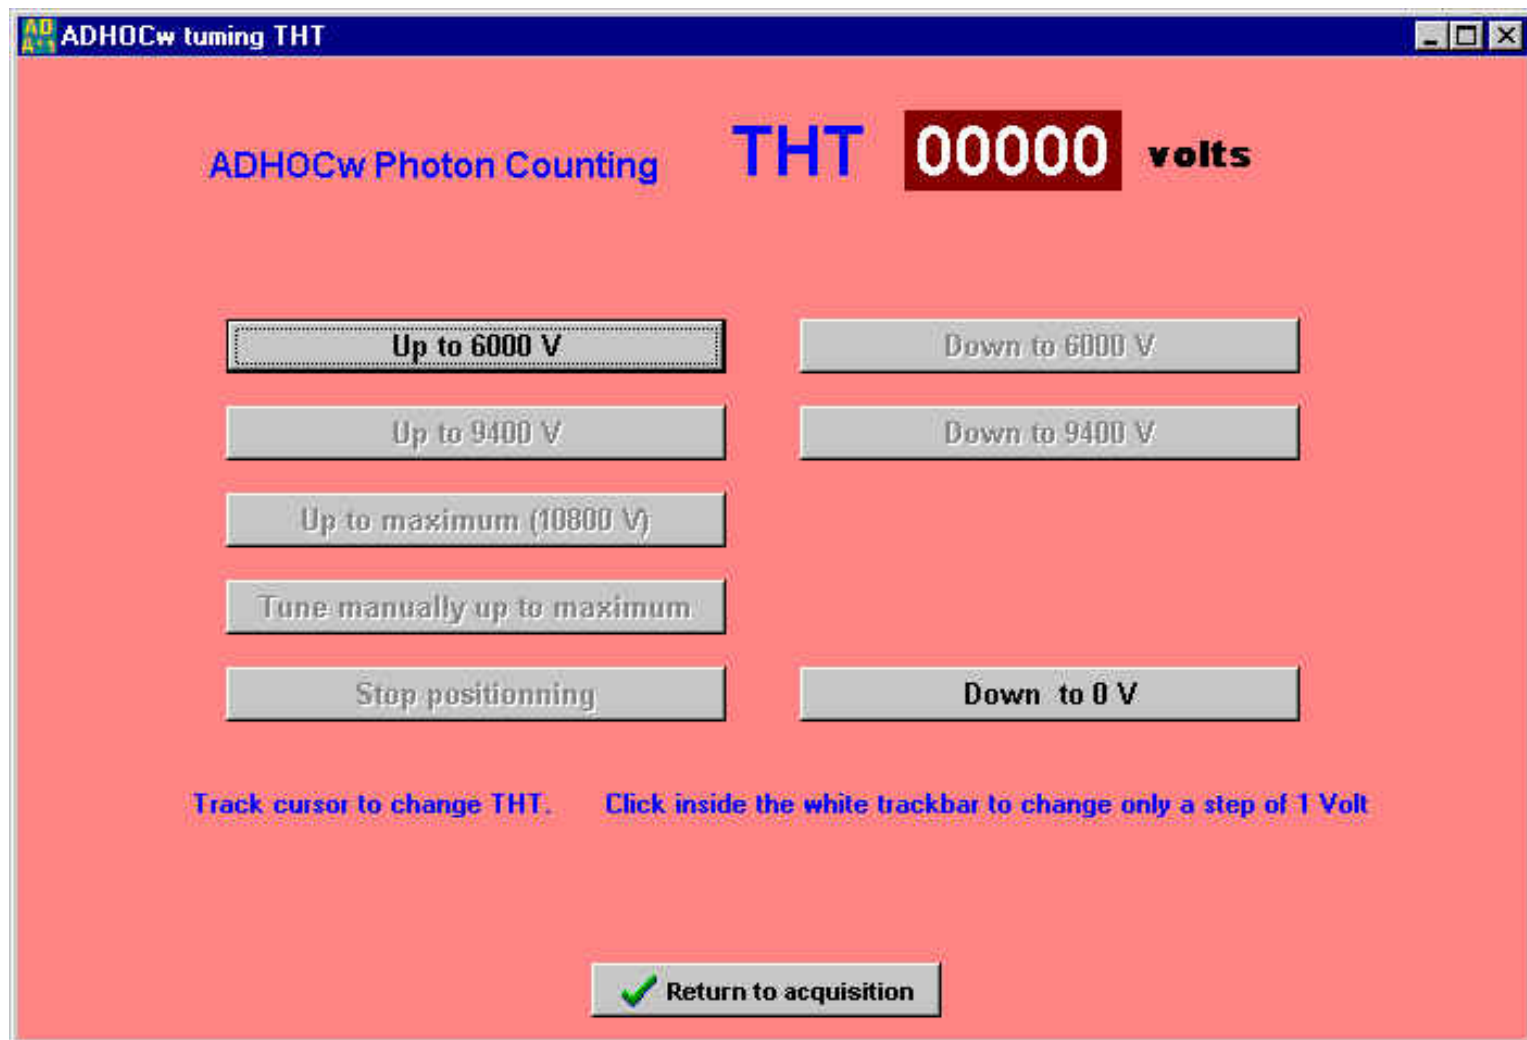 ADHOCw tuming THT
ADHOCw Photon Counting THT 00000 volts
Up to 6000 V Down to 6000 V
Up to 9400 V Down to 9400 V
Up to maximum (10800 V)
Tune manually up to maximum
Stop positionning Down to 0 V
Track cursor to change THT. Click inside the white trackbar to change only a step of 1 Volt
Return to acquisition